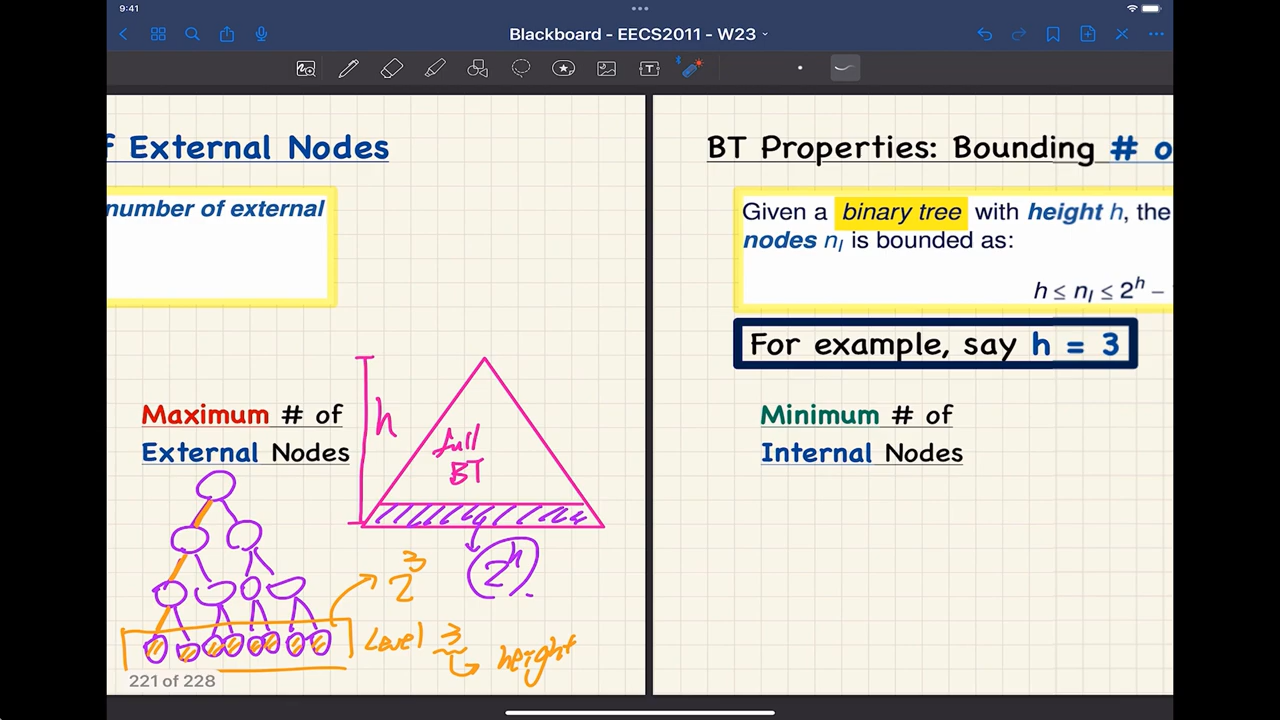 9:41
Blackboard - EECS2011 - W23
f External Nodes
number of external
Maximum # of
External Nodes
h
full
BT
2^h
2^3
Level 3
height
221 of 228
BT Properties: Bounding # o
Given a binary tree with height h, the
nodes n_I is bounded as:
h ≤ n_I ≤ 2^h –
For example, say h = 3
Minimum # of
Internal Nodes